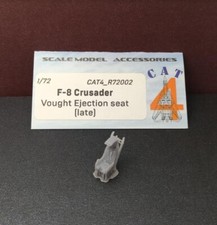 SCALE MODEL ACCESSORIES
1/72 CAT4_R72002
F-8 Crusader
Vought Ejection seat
(late)
CAT
4